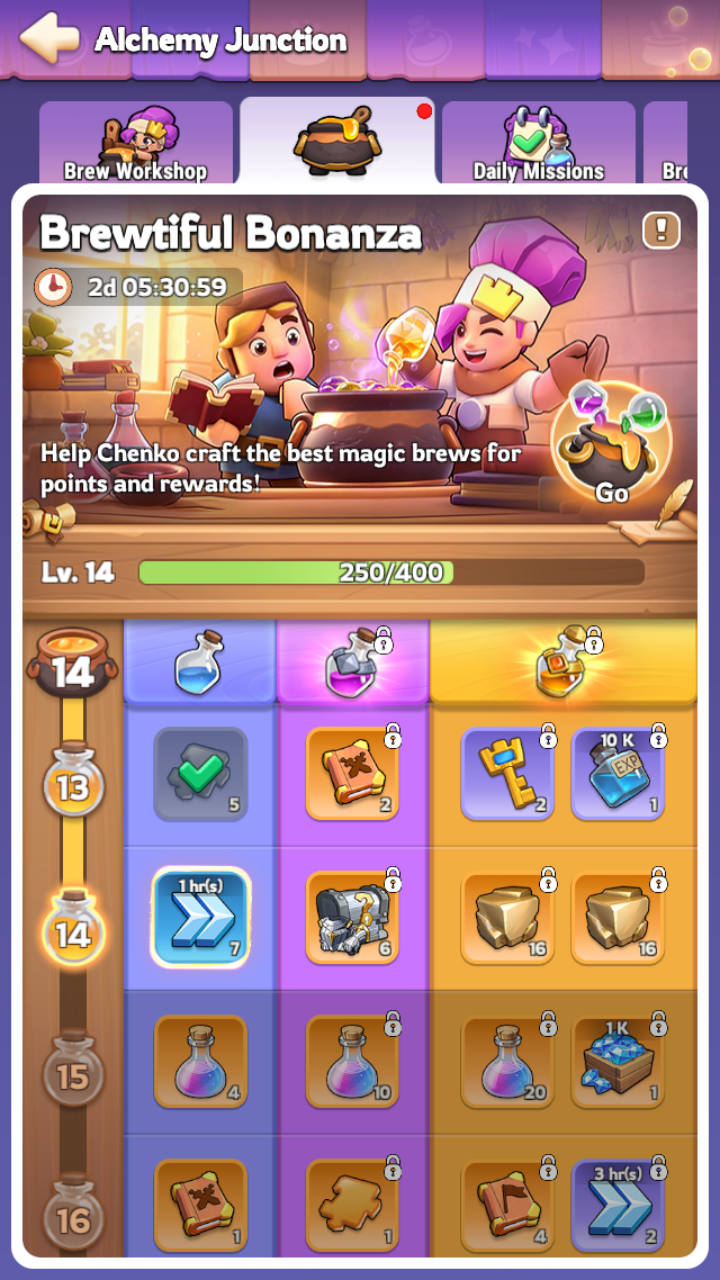 Alchemy Junction
Brew Workshop
Daily Missions
Bre
Brewtiful Bonanza
!
2d 05:30:59
Help Chenko craft the best magic brews for
points and rewards!
Go
Lv. 14
250/400
14
13
5
2
2
10 K
EXP
1
14
1 hr(s)
7
?
6
16
16
15
4
10
20
1 K
1
16
1
1
4
3 hr(s)
2